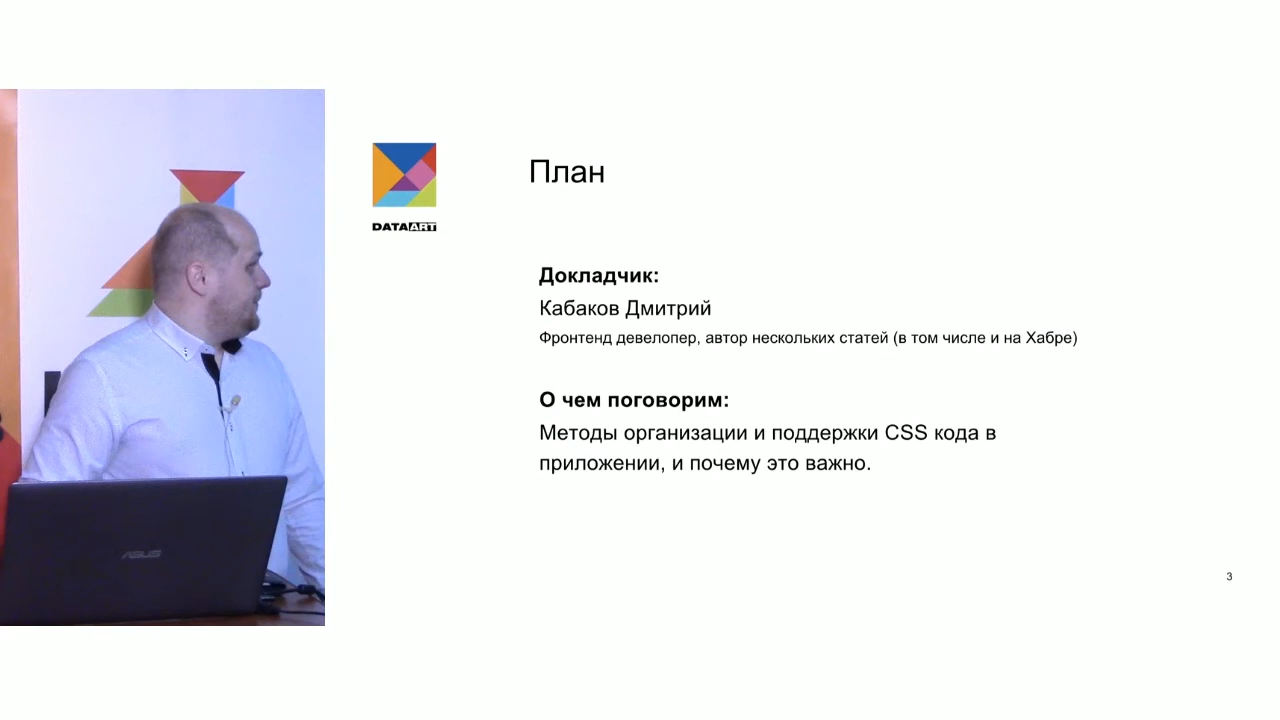 План
DATAART
Докладчик:
Кабаков Дмитрий
Фронтенд девелопер, автор нескольких статей (в том числе и на Хабре)
О чем поговорим:
Методы организации и поддержки CSS кода в
приложении, и почему это важно.
ASUS
3